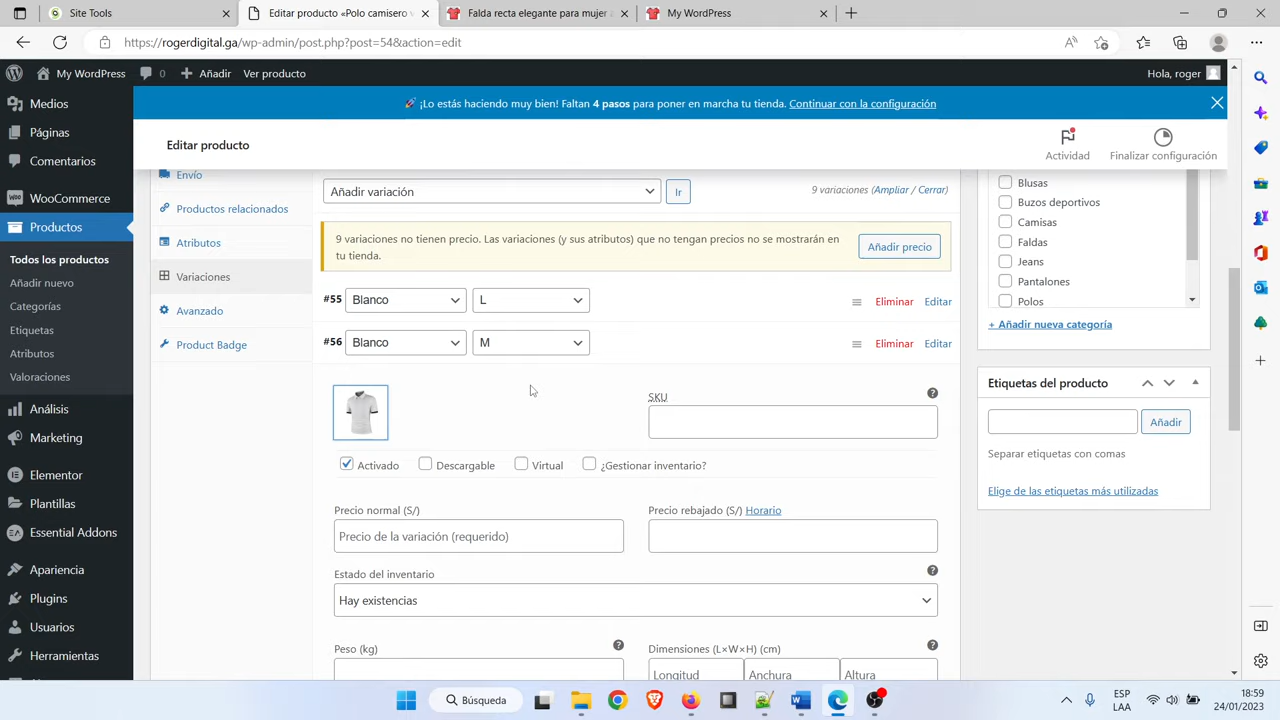 Site Tools
Editar producto «Polo camisero v
Falda recta elegante para mujer a
My WordPress
https://rogerdigital.ga/wp-admin/post.php?post=54&action=edit
My WordPress
0
Añadir
Ver producto
Hola, roger
🚀 ¡Lo estás haciendo muy bien! Faltan 4 pasos para poner en marcha tu tienda. Continuar con la configuración
Editar producto
Actividad
Finalizar configuración
Medios
Páginas
Comentarios
WooCommerce
Productos
Todos los productos
Añadir nuevo
Categorías
Etiquetas
Atributos
Valoraciones
Análisis
Marketing
Elementor
Plantillas
Essential Addons
Apariencia
Plugins
Usuarios
Herramientas
Envío
Productos relacionados
Atributos
Variaciones
Avanzado
Product Badge
Añadir variación
Ir
9 variaciones (Ampliar / Cerrar)
9 variaciones no tienen precio. Las variaciones (y sus atributos) que no tengan precios no se mostrarán en
tu tienda.
Añadir precio
#55 Blanco L Eliminar Editar
#56 Blanco M Eliminar Editar
SKU
Activado Descargable Virtual ¿Gestionar inventario?
Precio normal (S/)
Precio rebajado (S/) Horario
Precio de la variación (requerido)
Estado del inventario
Hay existencias
Peso (kg)
Dimensiones (L×W×H) (cm)
Longitud Anchura Altura
Blusas
Buzos deportivos
Camisas
Faldas
Jeans
Pantalones
Polos
+ Añadir nueva categoría
Etiquetas del producto
Añadir
Separar etiquetas con comas
Elige de las etiquetas más utilizadas
Búsqueda
ESP
LAA
18:59
24/01/2023